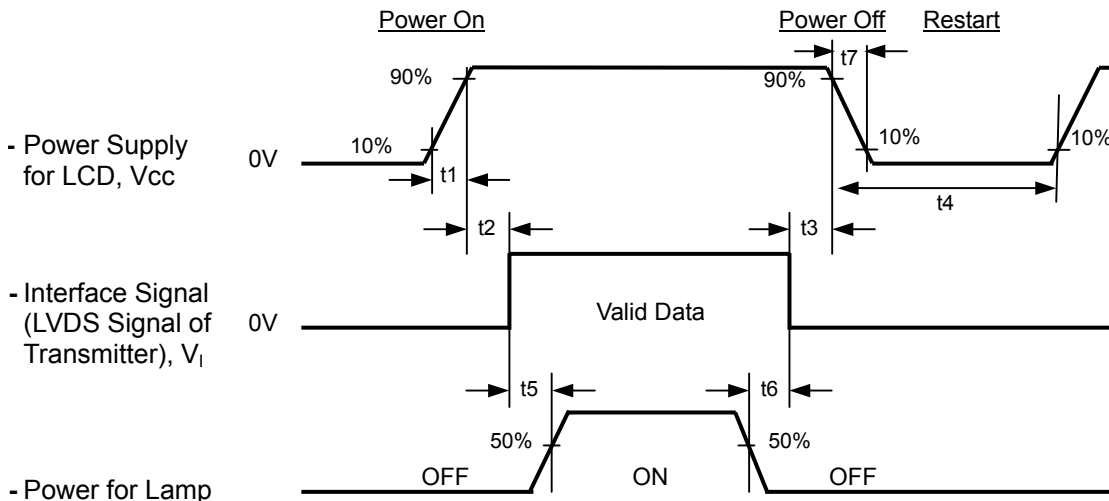 Power On
Power Off
Restart
t7
90%
90%
- Power Supply
for LCD, Vcc
0V
10%
10%
10%
t1
t4
t2
t3
- Interface Signal
(LVDS Signal of
Transmitter), VI
0V
Valid Data
t5
t6
50%
50%
- Power for Lamp
OFF
ON
OFF